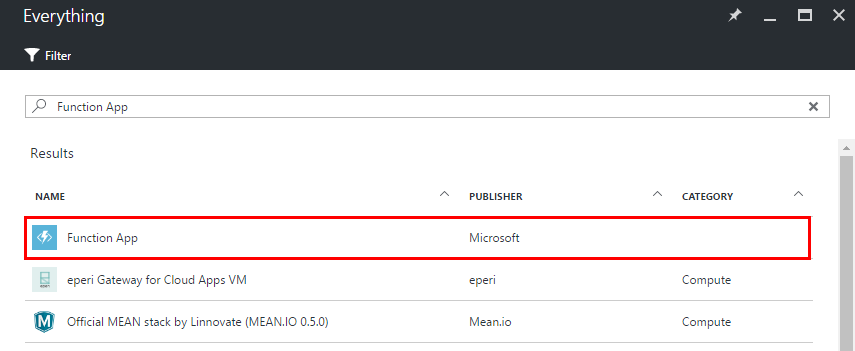 Everything
Filter
Function App
Results
NAME PUBLISHER CATEGORY
Function App Microsoft
eperi Gateway for Cloud Apps VM eperi Compute
Official MEAN stack by Linnovate (MEAN.IO 0.5.0) Mean.io Compute